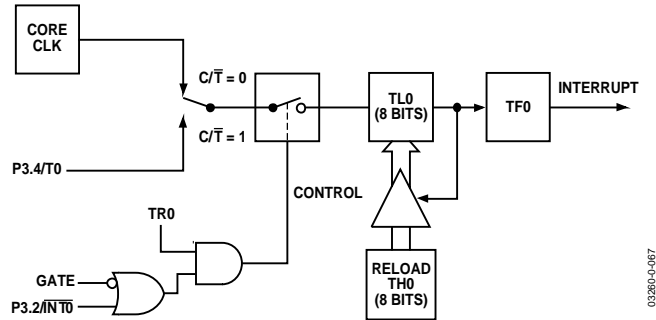 CORE
CLK
C/T̅ = 0
C/T̅ = 1
P3.4/T0
TL0
(8 BITS)
TF0
INTERRUPT
CONTROL
TR0
GATE
P3.2/I̅N̅T̅0̅
RELOAD
TH0
(8 BITS)
03260-0-067